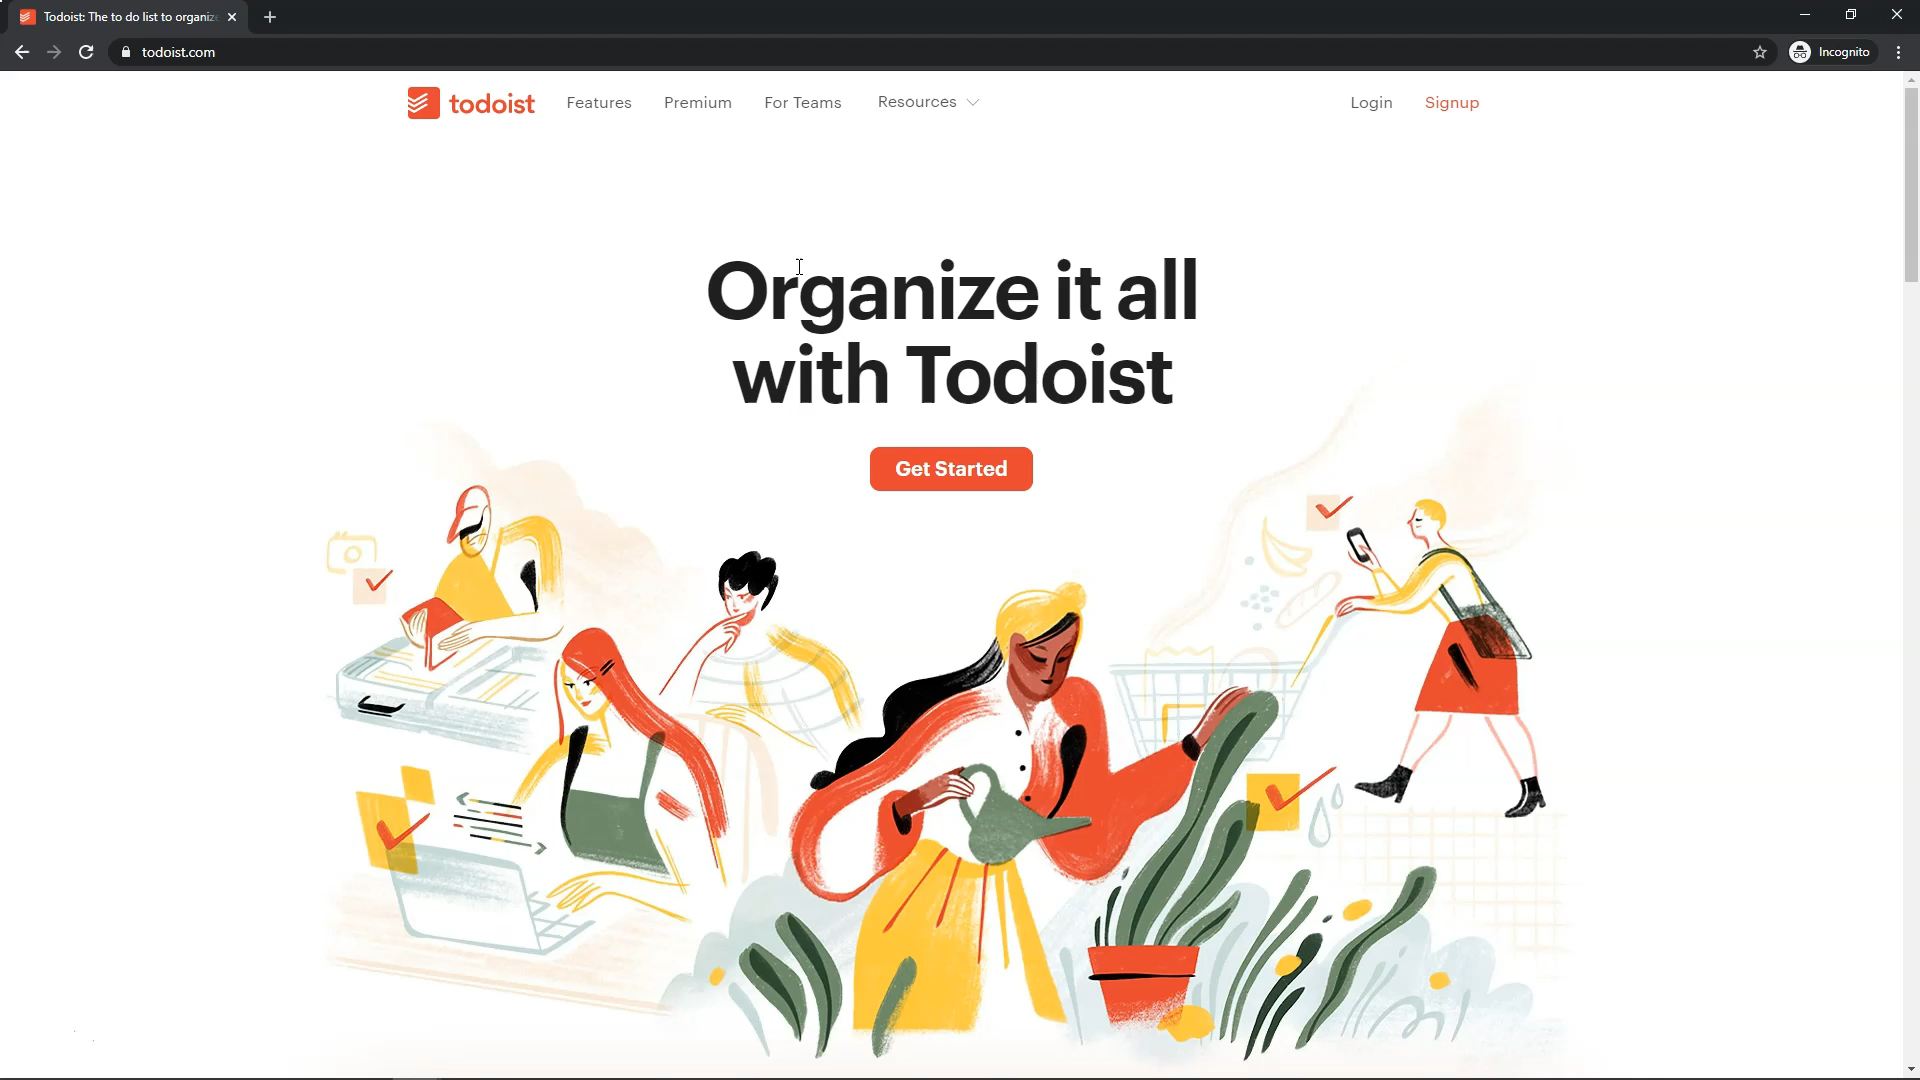 Todoist: The to do list to organiz
todoist.com
Incognito
todoist
Features
Premium
For Teams
Resources
Login
Signup
Organize it all
with Todoist
Get Started